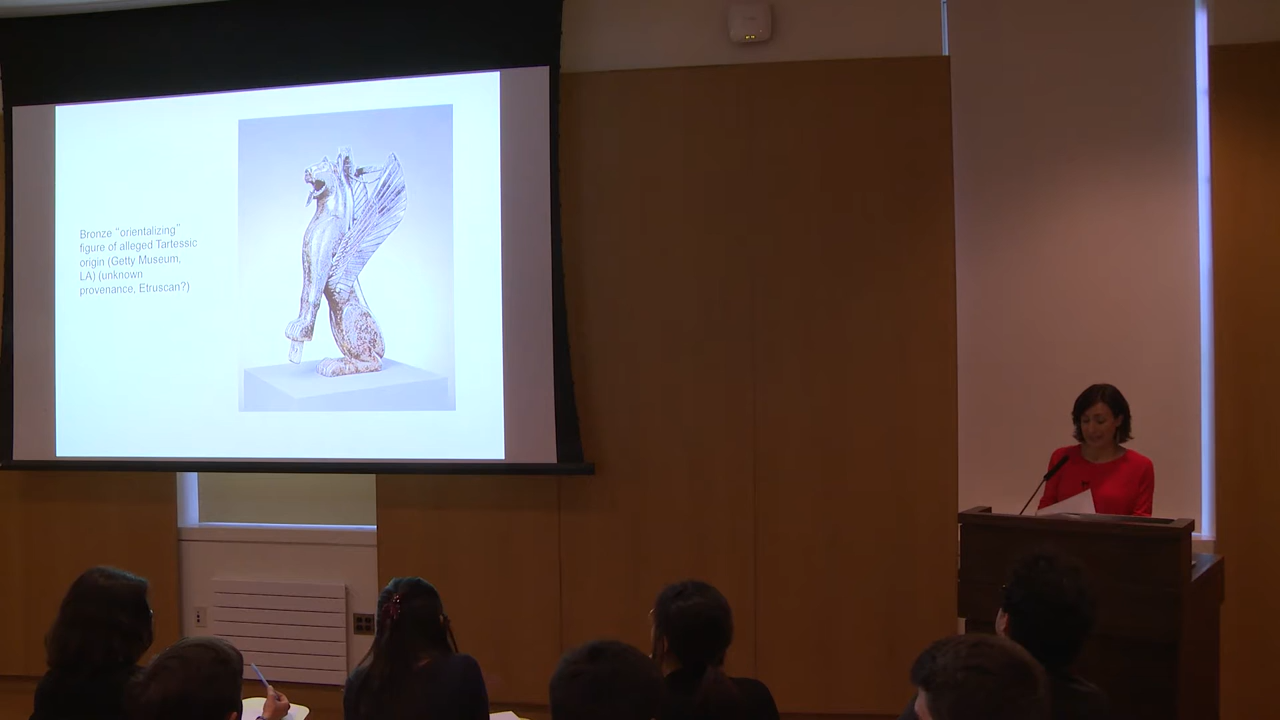 Bronze "orientalizing"
figure of alleged Tartessic
origin (Getty Museum,
LA) (unknown
provenance, Etruscan?)